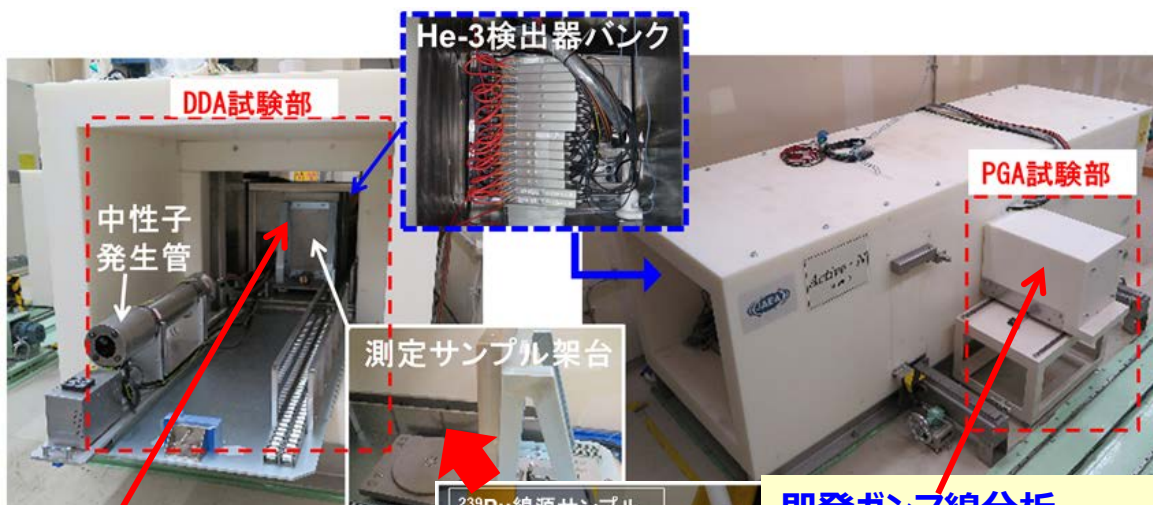 He-3検出器バンク
DDA試験部
中性子
発生管
測定サンプル架台
PGA試験部
Active-N
JAEA